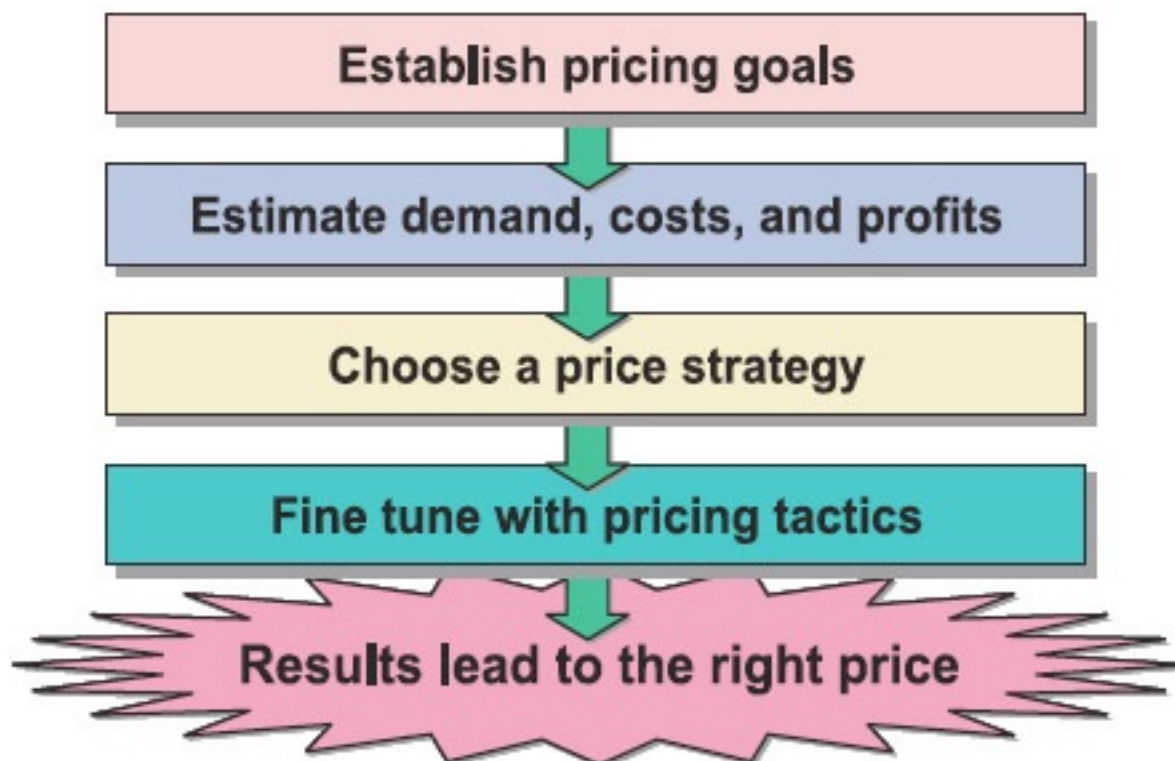 Establish pricing goals
Estimate demand, costs, and profits
Choose a price strategy
Fine tune with pricing tactics
Results lead to the right price